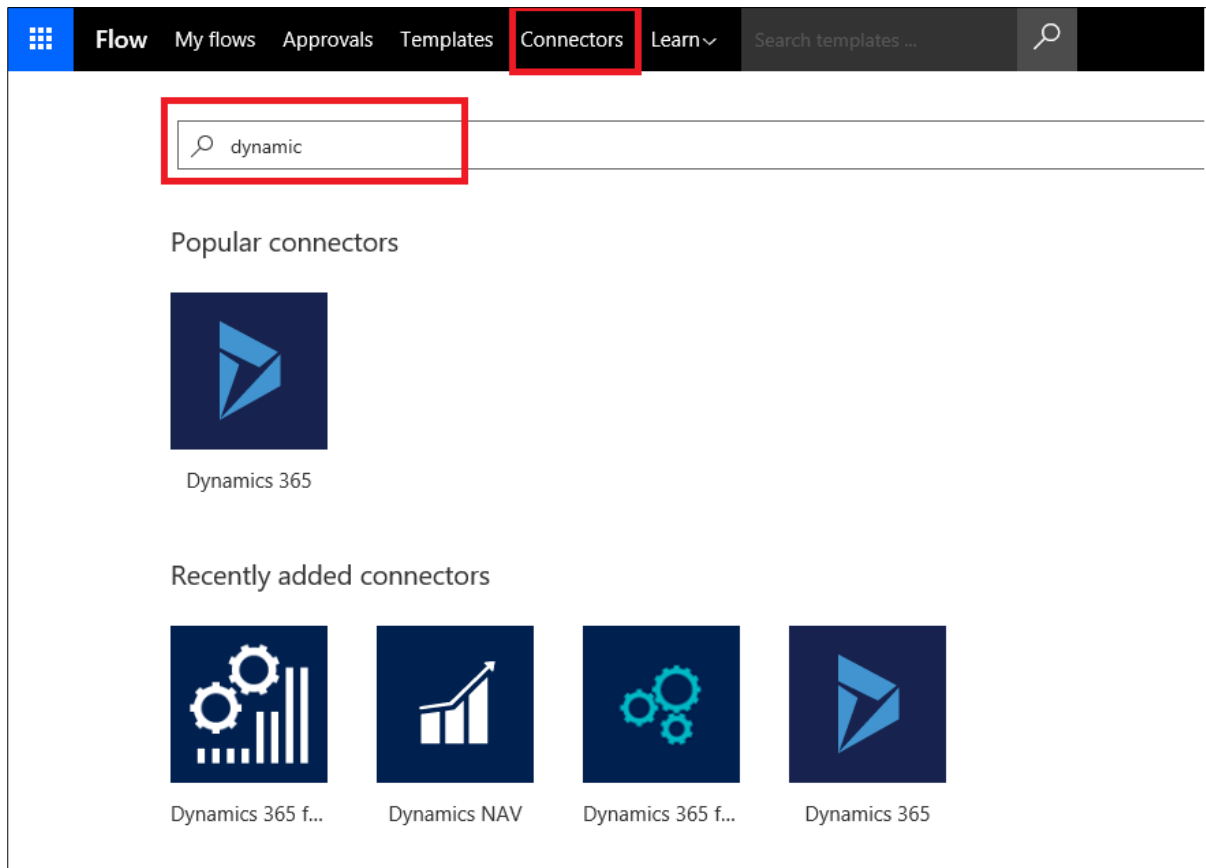 Flow My flows Approvals Templates Connectors Learn Search templates ...
dynamic
Popular connectors
Dynamics 365
Recently added connectors
Dynamics 365 f... Dynamics NAV Dynamics 365 f... Dynamics 365